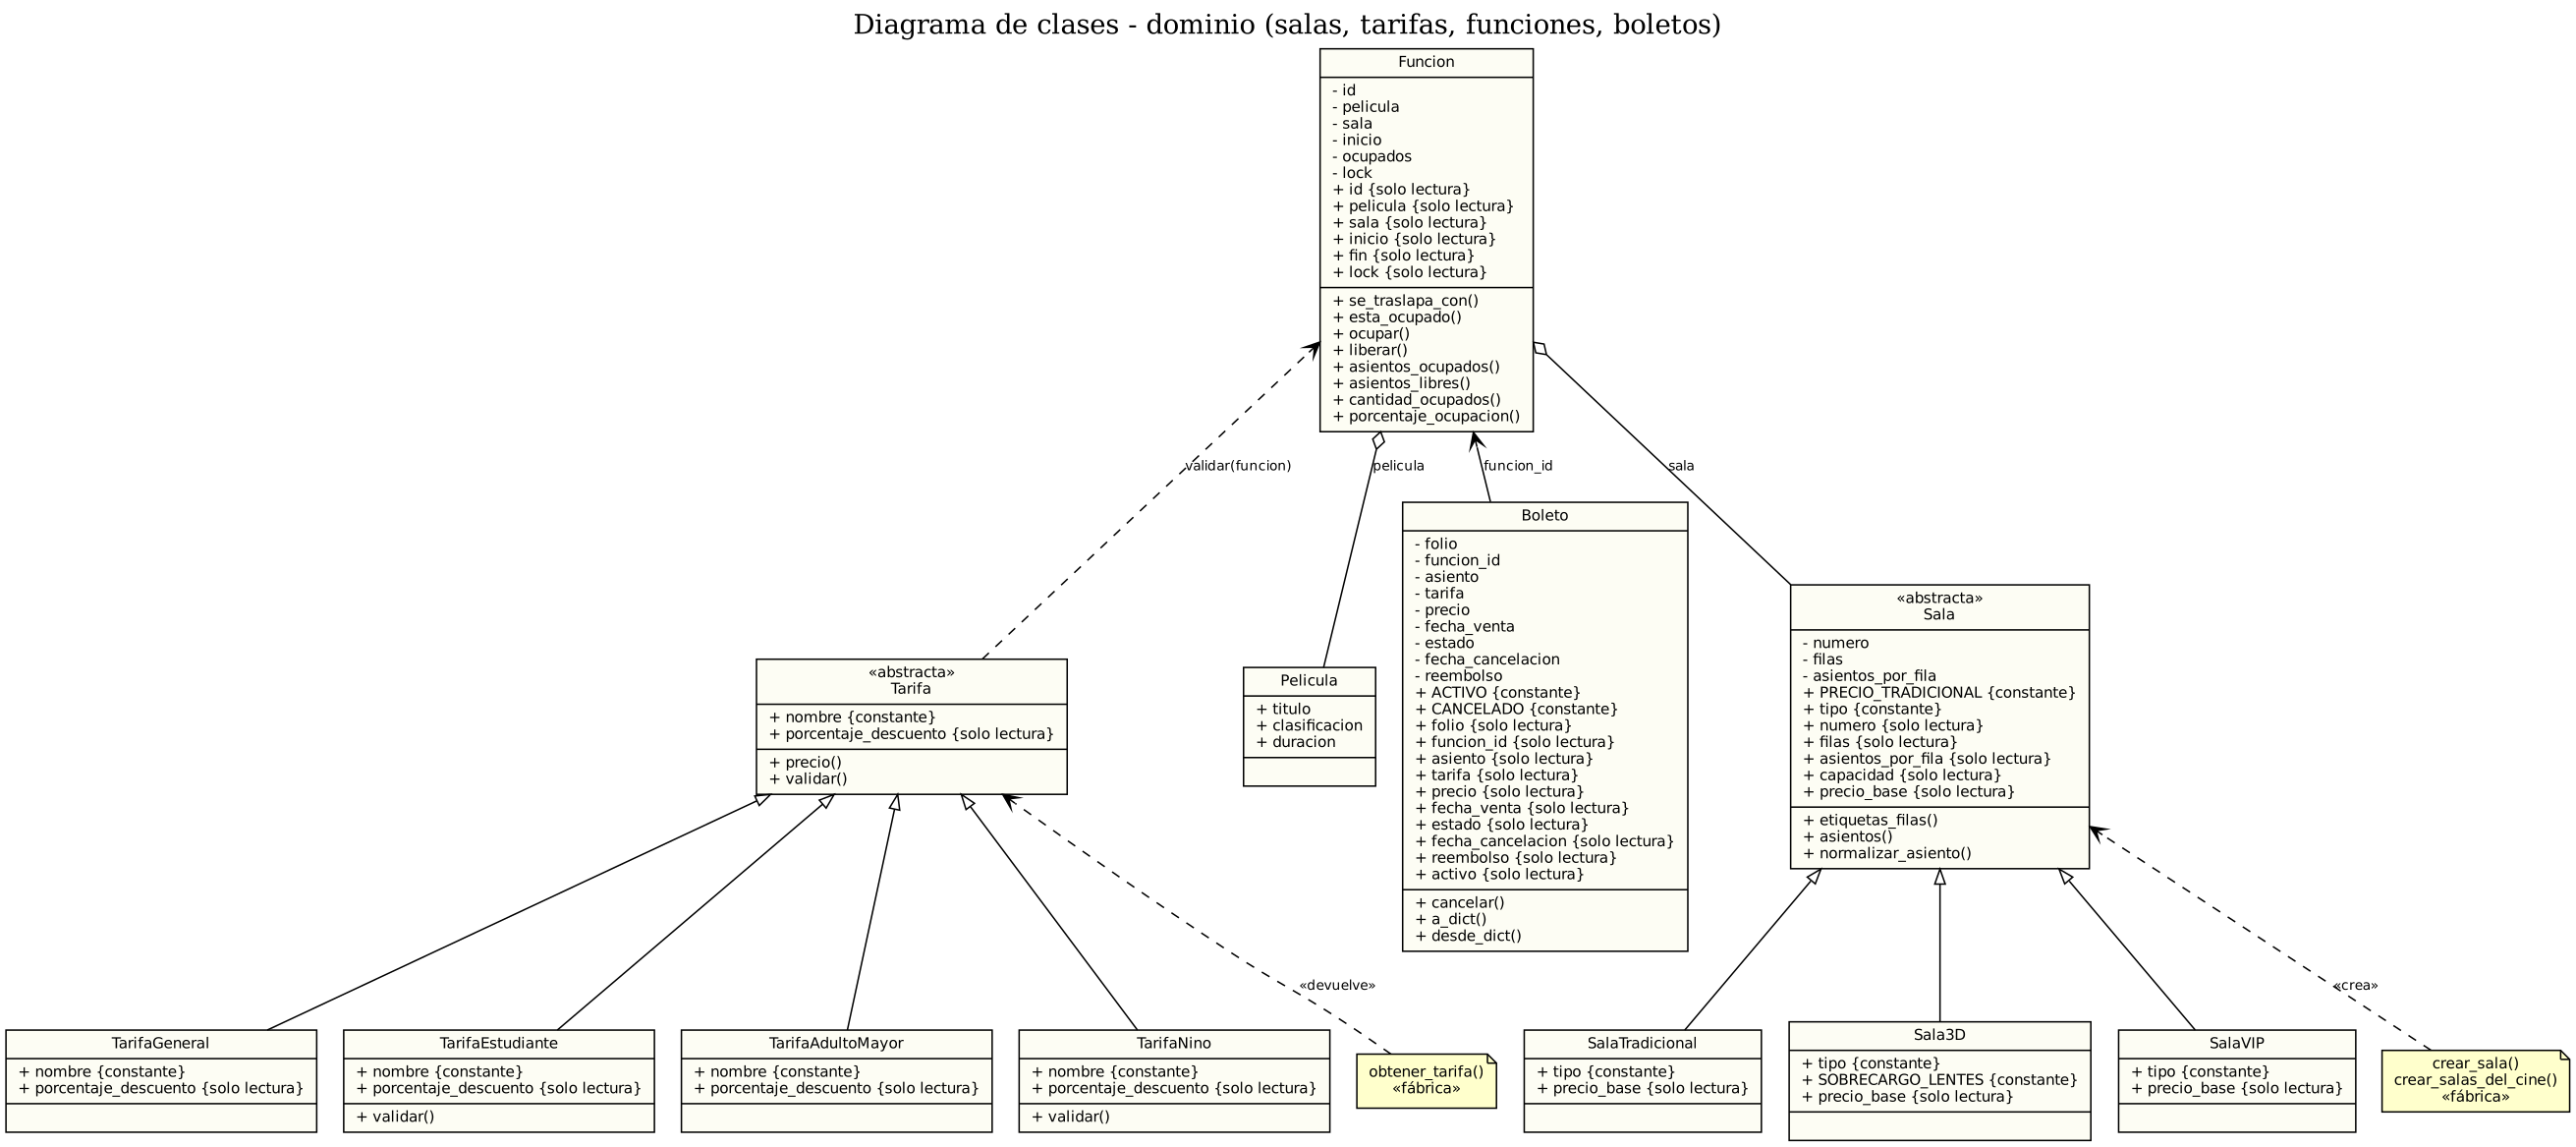 Diagrama de clases - dominio (salas, tarifas, funciones, boletos)
Funcion
- id
- pelicula
- sala
- inicio
- ocupados
- lock
+ id {solo lectura}
+ pelicula {solo lectura}
+ sala {solo lectura}
+ inicio {solo lectura}
+ fin {solo lectura}
+ lock {solo lectura}
+ se_traslapa_con()
+ esta_ocupado()
+ ocupar()
+ liberar()
+ asientos_ocupados()
+ asientos_libres()
+ cantidad_ocupados()
+ porcentaje_ocupacion()
validar(funcion)
pelicula
funcion_id
sala
«abstracta»
Tarifa
+ nombre {constante}
+ porcentaje_descuento {solo lectura}
+ precio()
+ validar()
Pelicula
+ titulo
+ clasificacion
+ duracion
Boleto
- folio
- funcion_id
- asiento
- tarifa
- precio
- fecha_venta
- estado
- fecha_cancelacion
- reembolso
+ ACTIVO {constante}
+ CANCELADO {constante}
+ folio {solo lectura}
+ funcion_id {solo lectura}
+ asiento {solo lectura}
+ tarifa {solo lectura}
+ precio {solo lectura}
+ fecha_venta {solo lectura}
+ estado {solo lectura}
+ fecha_cancelacion {solo lectura}
+ reembolso {solo lectura}
+ activo {solo lectura}
+ cancelar()
+ a_dict()
+ desde_dict()
«abstracta»
Sala
- numero
- filas
- asientos_por_fila
+ PRECIO_TRADICIONAL {constante}
+ tipo {constante}
+ numero {solo lectura}
+ filas {solo lectura}
+ asientos_por_fila {solo lectura}
+ capacidad {solo lectura}
+ precio_base {solo lectura}
+ etiquetas_filas()
+ asientos()
+ normalizar_asiento()
«devuelve»
«crea»
TarifaGeneral
+ nombre {constante}
+ porcentaje_descuento {solo lectura}
TarifaEstudiante
+ nombre {constante}
+ porcentaje_descuento {solo lectura}
+ validar()
TarifaAdultoMayor
+ nombre {constante}
+ porcentaje_descuento {solo lectura}
TarifaNino
+ nombre {constante}
+ porcentaje_descuento {solo lectura}
+ validar()
obtener_tarifa()
«fábrica»
SalaTradicional
+ tipo {constante}
+ precio_base {solo lectura}
Sala3D
+ tipo {constante}
+ SOBRECARGO_LENTES {constante}
+ precio_base {solo lectura}
SalaVIP
+ tipo {constante}
+ precio_base {solo lectura}
crear_sala()
crear_salas_del_cine()
«fábrica»